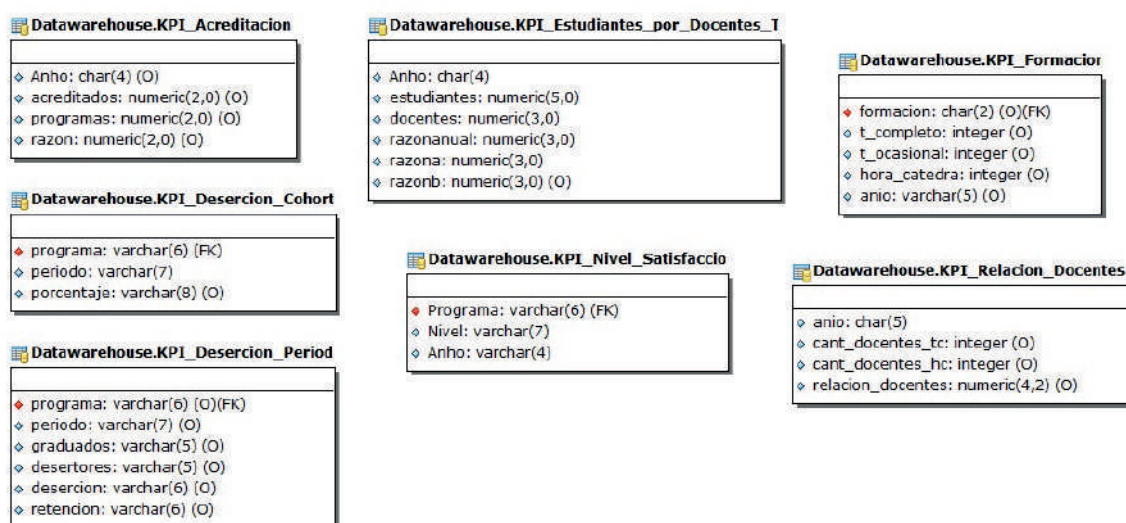 Datawarehouse.KPI_Acreditacion
Anho: char(4) (O)
acreditados: numeric(2,0) (O)
programas: numeric(2,0) (O)
razon: numeric(2,0) (O)
Datawarehouse.KPI_Estudiantes_por_Docentes_T
Anho: char(4)
estudiantes: numeric(5,0)
docentes: numeric(3,0)
razonanual: numeric(3,0)
razona: numeric(3,0)
razonb: numeric(3,0) (O)
Datawarehouse.KPI_Formacior
formacion: char(2) (O)(FK)
t_completo: integer (O)
t_ocasional: integer (O)
hora_catedra: integer (O)
anio: varchar(5) (O)
Datawarehouse.KPI_Desercion_Cohort
programa: varchar(6) (FK)
periodo: varchar(7)
porcentaje: varchar(8) (O)
Datawarehouse.KPI_Nivel_Satisfaccio
Programa: varchar(6) (FK)
Nivel: varchar(7)
Anho: varchar(4)
Datawarehouse.KPI_Relacion_Docentes
anio: char(5)
cant_docentes_tc: integer (O)
cant_docentes_hc: integer (O)
relacion_docentes: numeric(4,2) (O)
Datawarehouse.KPI_Desercion_Period
programa: varchar(6) (O)(FK)
periodo: varchar(7) (O)
graduados: varchar(5) (O)
desertores: varchar(5) (O)
desercion: varchar(6) (O)
retencion: varchar(6) (O)